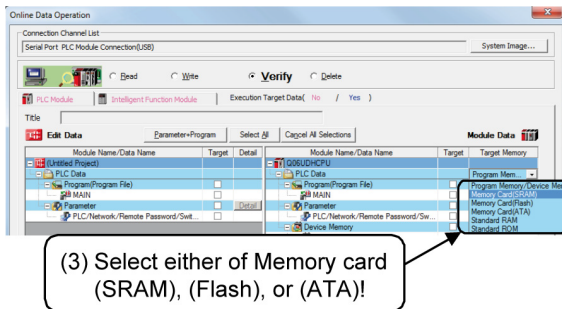 Online Data Operation
Connection Channel List
Serial Port PLC Module Connection(USB)
System Image...
Read
Write
Verify
Delete
PLC Module
Intelligent Function Module
Execution Target Data( No / Yes )
Title
Edit Data
Parameter+Program
Select All
Cancel All Selections
Module Data
Module Name/Data Name Target Detail
Module Name/Data Name Target Target Memory
(Untitled Project)
Q06UDHCPU
PLC Data
PLC Data
Program Mem...
Program(Program File)
Program(Program File)
Program Memory/Device Mem
MAIN
MAIN
Memory Card(SRAM)
Memory Card(Flash)
Parameter
Detail
Parameter
Memory Card(ATA)
PLC/Network/Remote Password/Swit...
PLC/Network/Remote Password/Sw...
Standard RAM
Device Memory
Standard ROM
(3) Select either of Memory card
(SRAM), (Flash), or (ATA)!